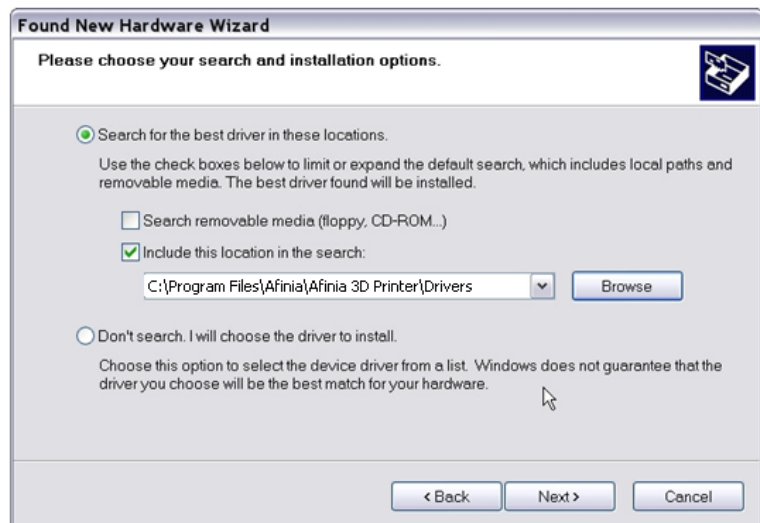 Found New Hardware Wizard
Please choose your search and installation options.
Search for the best driver in these locations.
Use the check boxes below to limit or expand the default search, which includes local paths and
removable media. The best driver found will be installed.
Search removable media (floppy, CD-ROM...)
Include this location in the search:
C:\Program Files\Afinia\Afinia 3D Printer\Drivers
Browse
Don't search. I will choose the driver to install.
Choose this option to select the device driver from a list. Windows does not guarantee that the
driver you choose will be the best match for your hardware.
< Back Next > Cancel